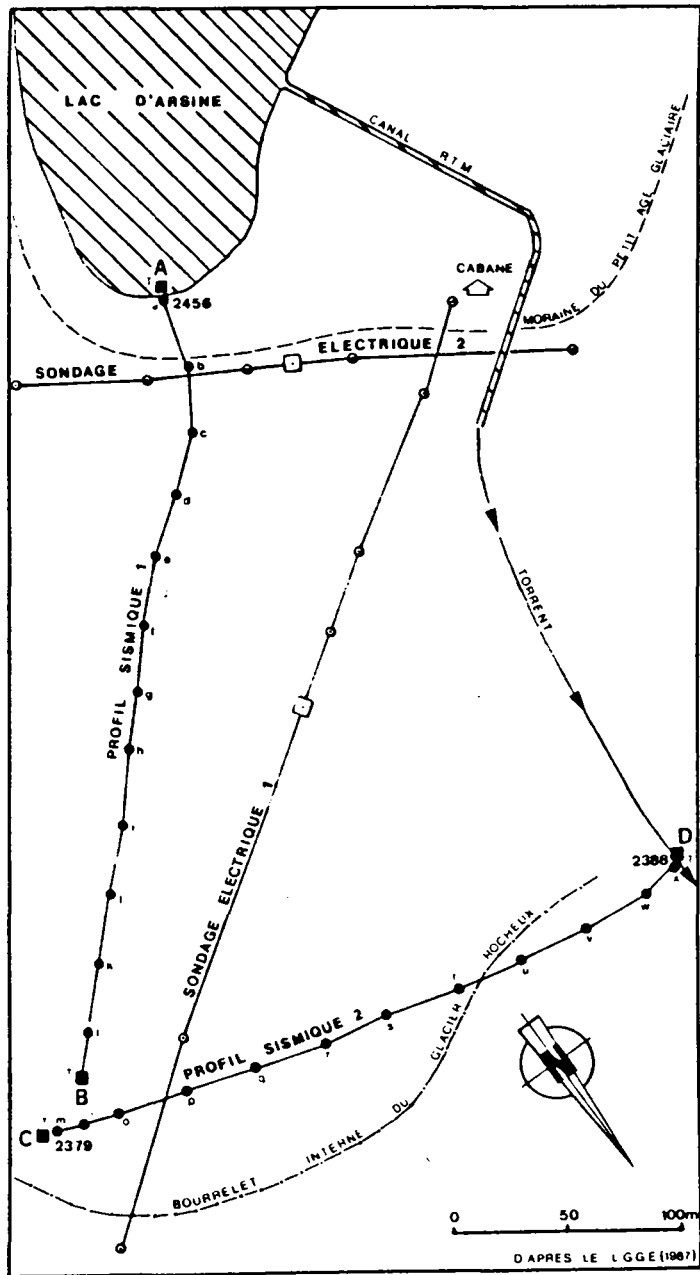 LAC D'ARSINE
CANAL RTM
MORAINE DU PETIT AGE GLACIAIRE
CABANE
A
T
2456
a
SONDAGE ELECTRIQUE 2
b
c
d
e
PROFIL SISMIQUE 1
f
g
h
i
j
k
l
T
B
SONDAGE ELECTRIQUE 1
TORRENT
D
T
2388
x
w
v
u
t
s
r
q
p
o
PROFIL SISMIQUE 2
T
m
C
2379
BOURRELET INTERNE DU GLACIER ROCHEUX
0 50 100m
D'APRES LE LGGE (1987)